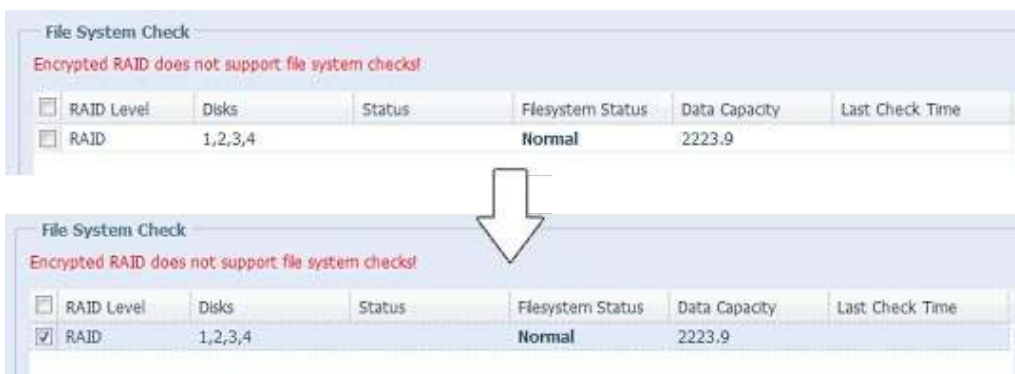 File System Check
Encrypted RAID does not support file system checks!
RAID Level Disks Status Filesystem Status Data Capacity Last Check Time
RAID 1,2,3,4 Normal 2223.9
File System Check
Encrypted RAID does not support file system checks!
RAID Level Disks Status Filesystem Status Data Capacity Last Check Time
RAID 1,2,3,4 Normal 2223.9